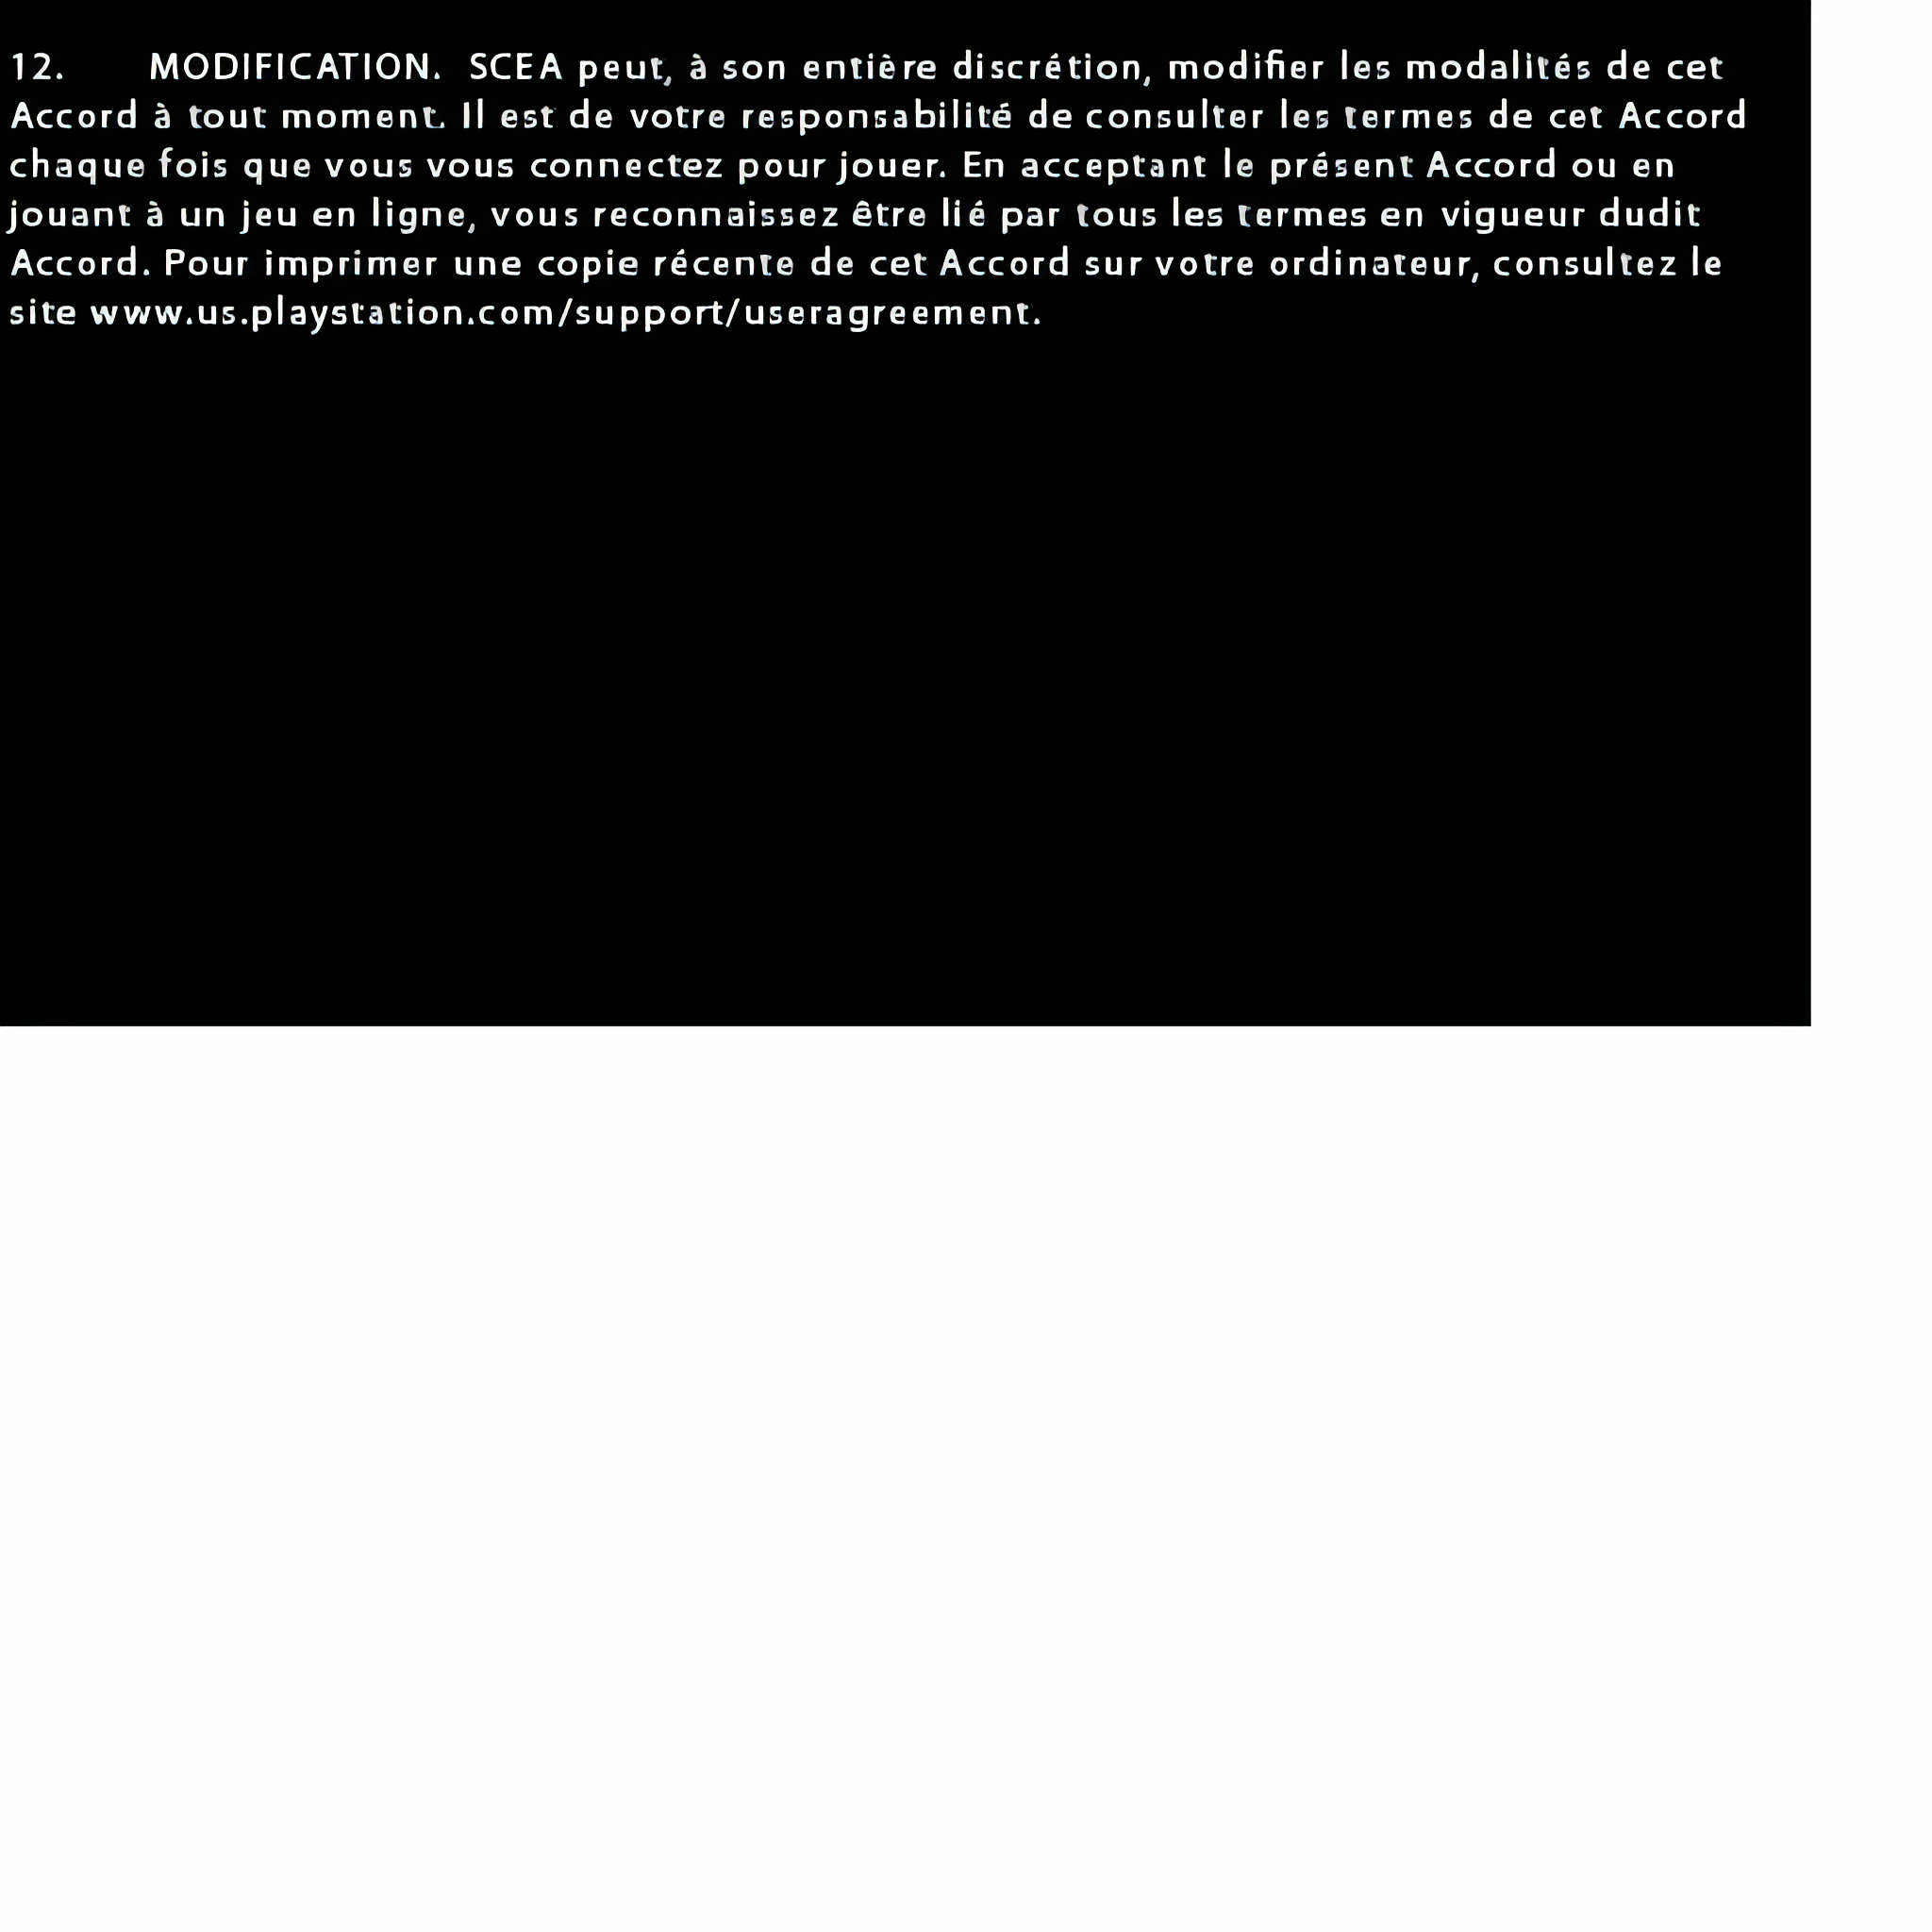 12. MODIFICATION. SCEA peut, à son entière discrétion, modifier les modalités de cet
Accord à tout moment. Il est de votre responsabilité de consulter les termes de cet Accord
chaque fois que vous vous connectez pour jouer. En acceptant le présent Accord ou en
jouant à un jeu en ligne, vous reconnaissez être lié par tous les termes en vigueur dudit
Accord. Pour imprimer une copie récente de cet Accord sur votre ordinateur, consultez le
site www.us.playstation.com/support/useragreement.